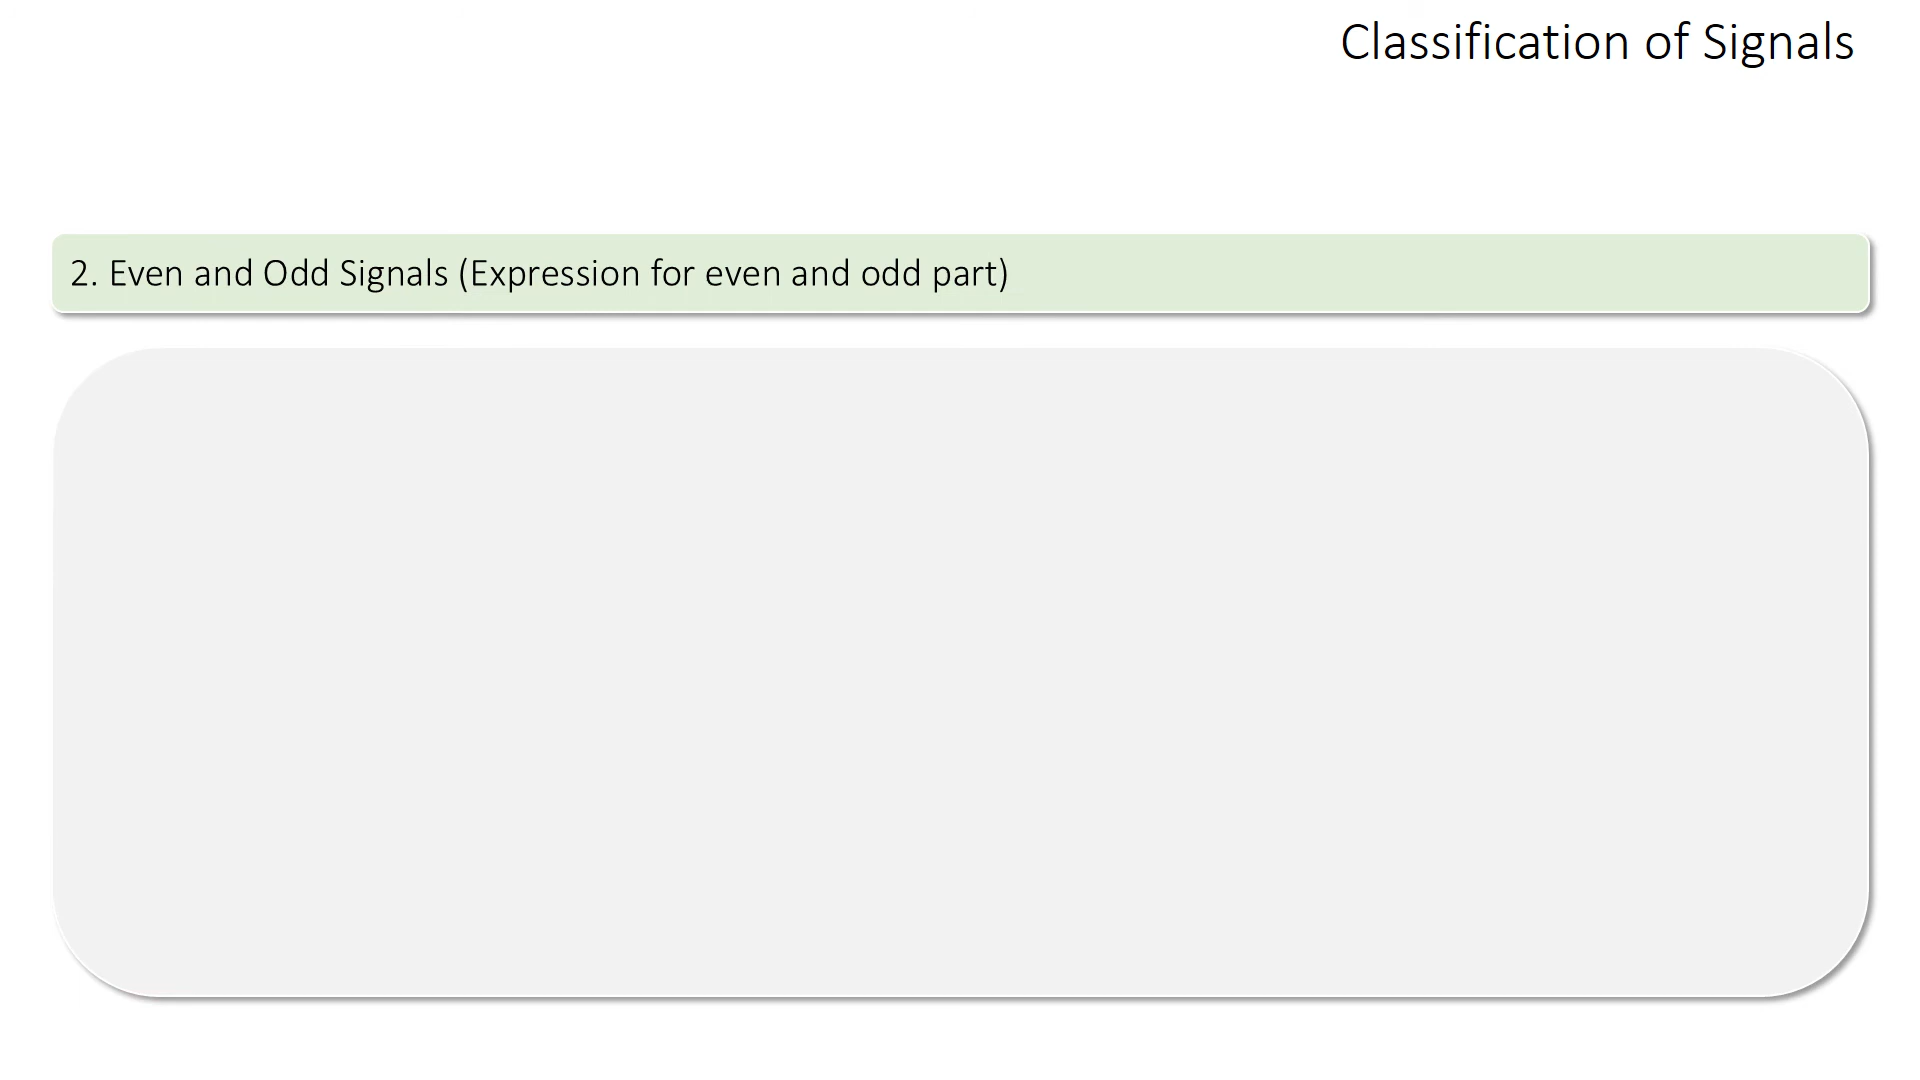 Classification of Signals
2. Even and Odd Signals (Expression for even and odd part)